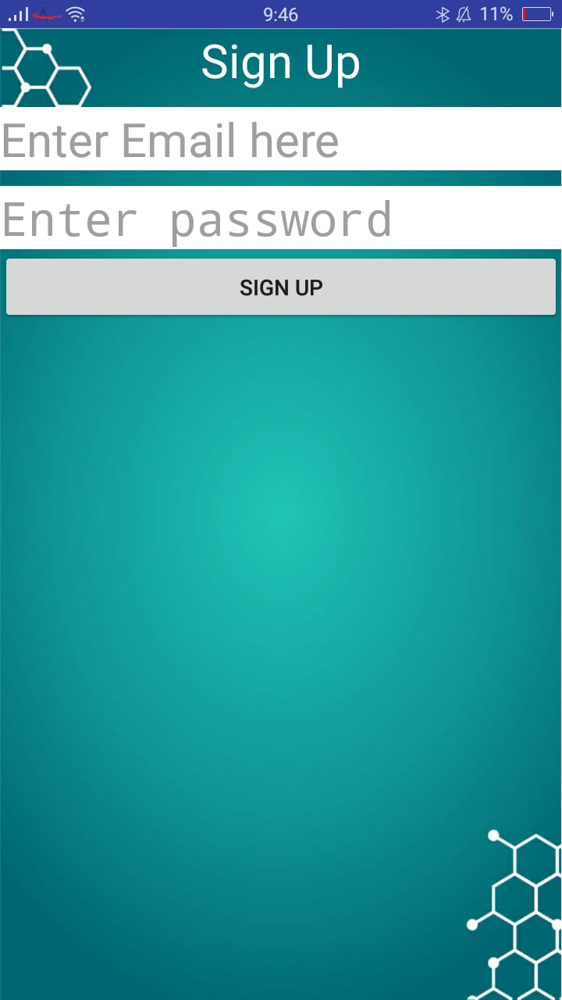 9:46 11%
Sign Up
Enter Email here
Enter password
SIGN UP